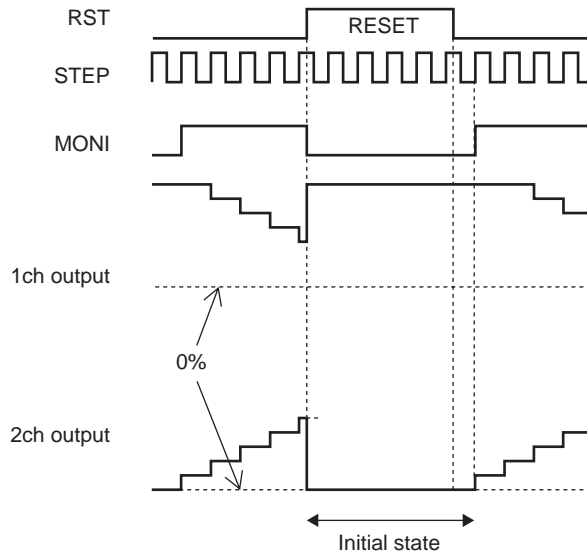 RST
RESET
STEP
MONI
1ch output
0%
2ch output
Initial state